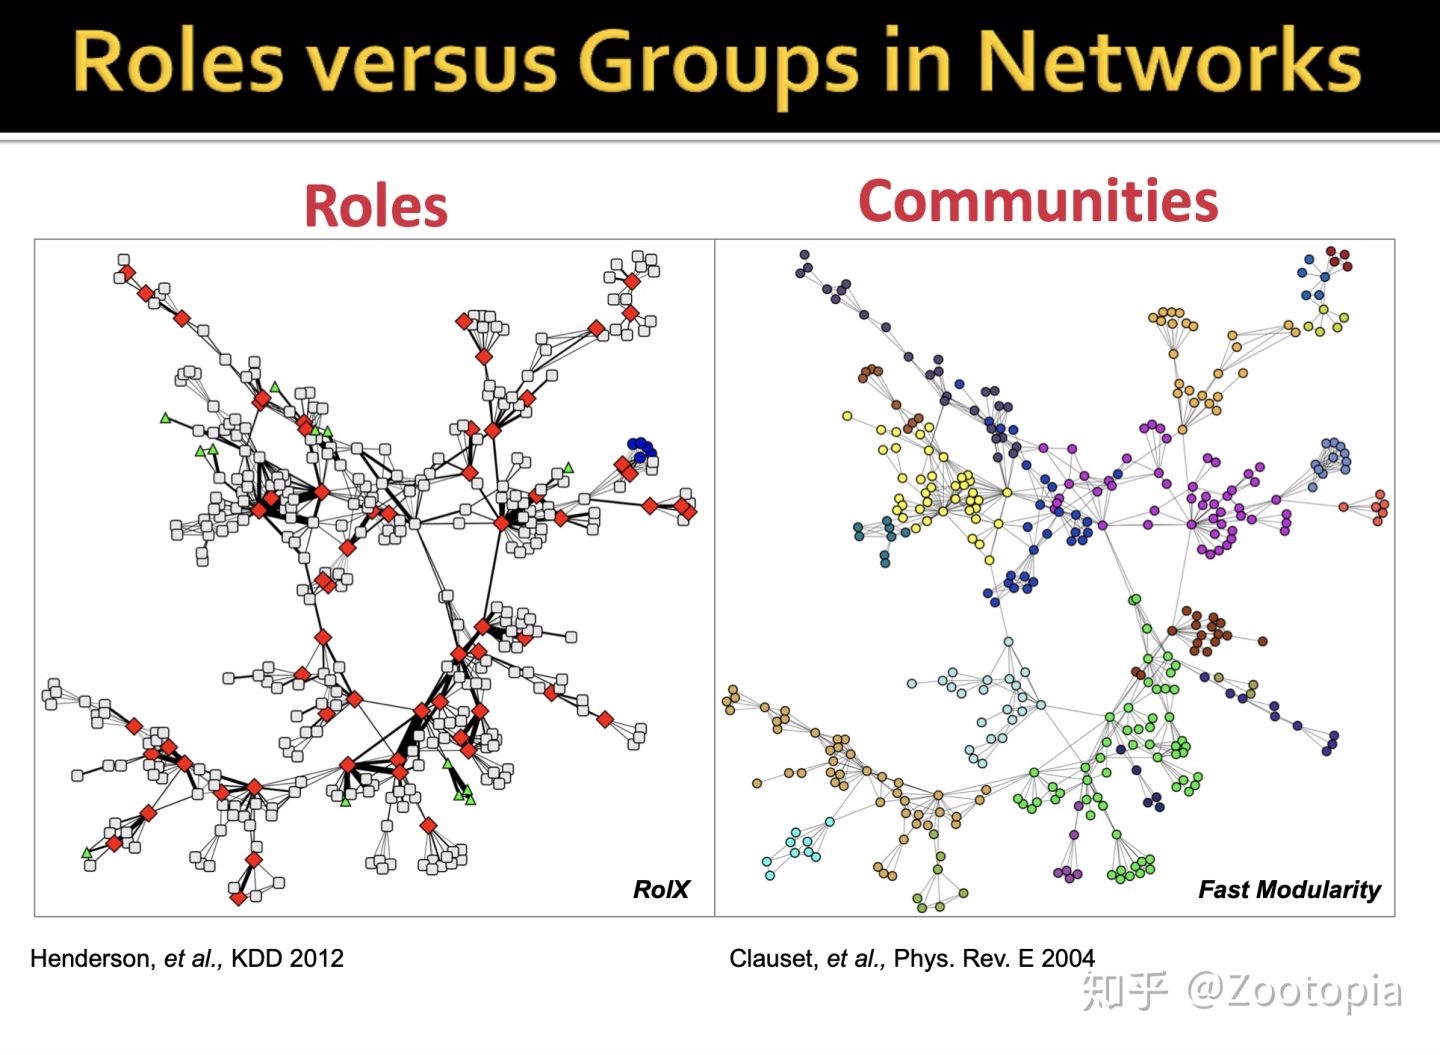 Roles versus Groups in Networks
Roles
Communities
RolX
Fast Modularity
Henderson, et al., KDD 2012
Clauset, et al., Phys. Rev. E 2004
知乎 @Zootopia